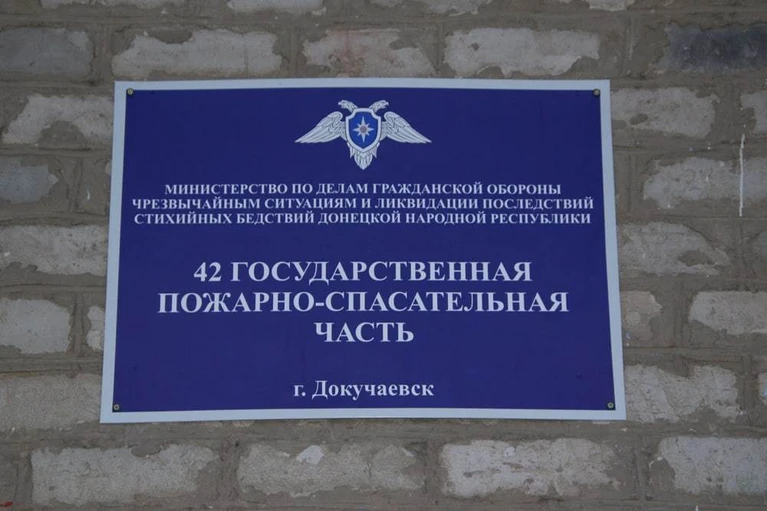 МИНИСТЕРСТВО ПО ДЕЛАМ ГРАЖДАНСКОЙ ОБОРОНЫ
ЧРЕЗВЫЧАЙНЫМ СИТУАЦИЯМ И ЛИКВИДАЦИИ ПОСЛЕДСТВИЙ
СТИХИЙНЫХ БЕДСТВИЙ ДОНЕЦКОЙ НАРОДНОЙ РЕСПУБЛИКИ
42 ГОСУДАРСТВЕННАЯ
ПОЖАРНО-СПАСАТЕЛЬНАЯ
ЧАСТЬ
г. Докучаевск